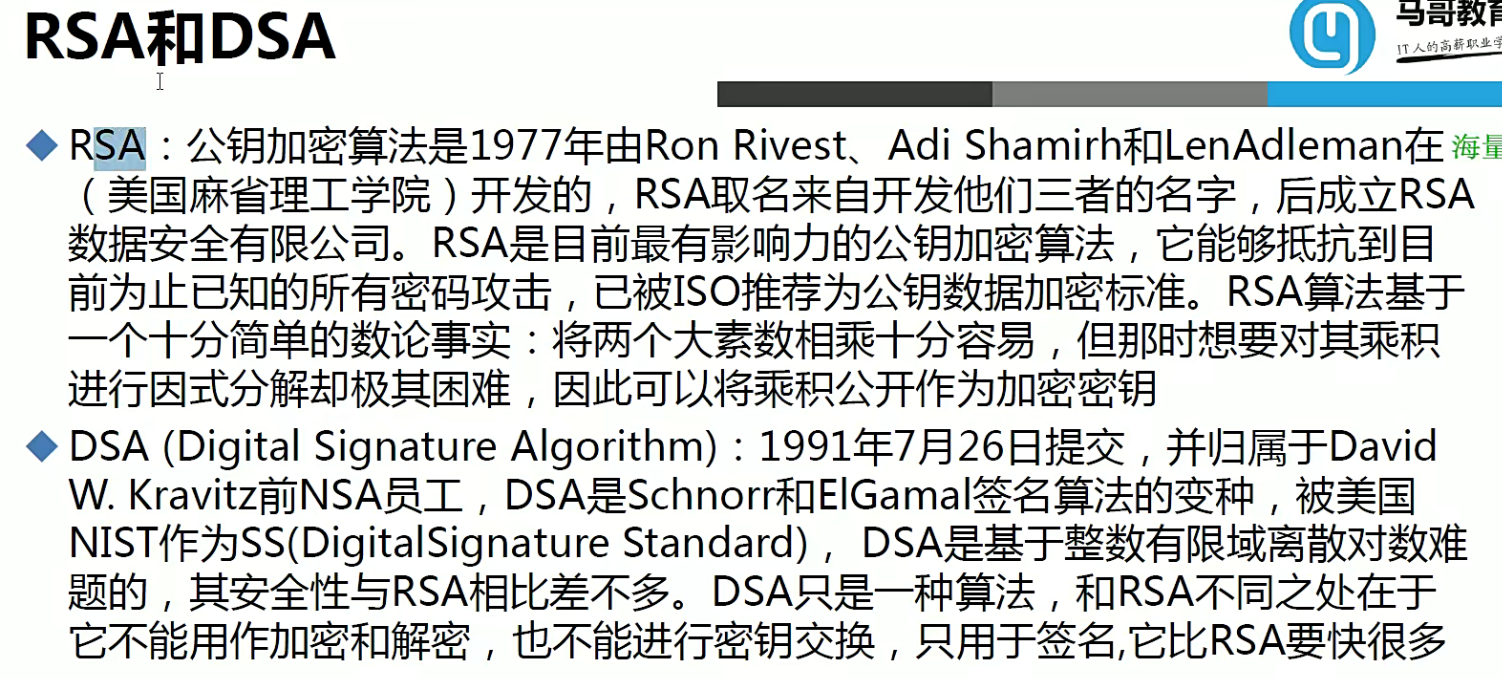 RSA和DSA
马哥教育
IT人的高薪职业学
RSA：公钥加密算法是1977年由Ron Rivest、Adi Shamirh和LenAdleman在
海量
（美国麻省理工学院）开发的，RSA取名来自开发他们三者的名字，后成立RSA
数据安全有限公司。RSA是目前最有影响力的公钥加密算法，它能够抵抗到目
前为止已知的所有密码攻击，已被ISO推荐为公钥数据加密标准。RSA算法基于
一个十分简单的数论事实：将两个大素数相乘十分容易，但那时想要对其乘积
进行因式分解却极其困难，因此可以将乘积公开作为加密密钥
DSA (Digital Signature Algorithm)：1991年7月26日提交，并归属于David
W. Kravitz前NSA员工，DSA是Schnorr和ElGamal签名算法的变种，被美国
NIST作为SS(DigitalSignature Standard)， DSA是基于整数有限域离散对数难
题的，其安全性与RSA相比差不多。DSA只是一种算法，和RSA不同之处在于
它不能用作加密和解密，也不能进行密钥交换，只用于签名,它比RSA要快很多